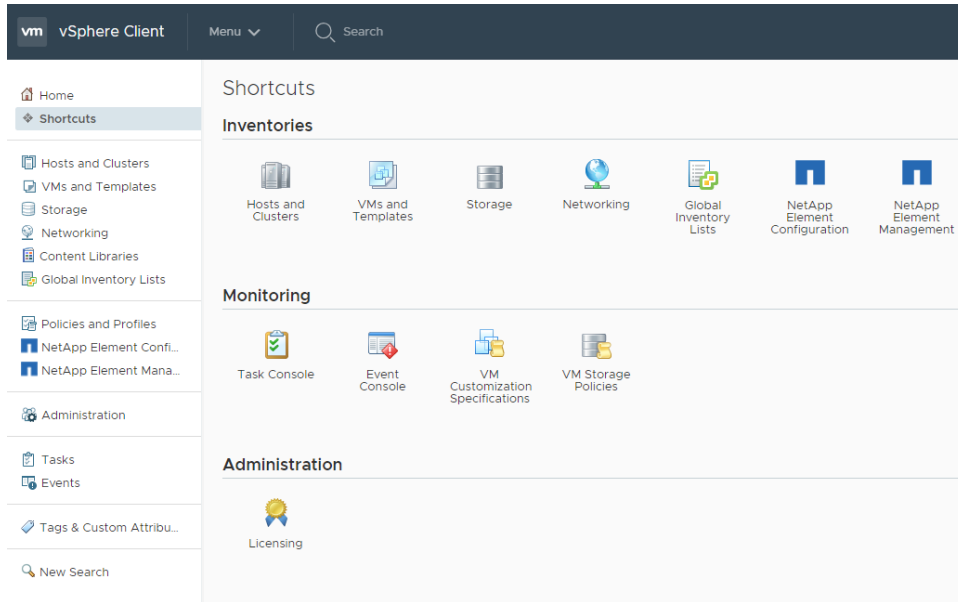 vm vSphere Client Menu Search
Home
Shortcuts
Hosts and Clusters
VMs and Templates
Storage
Networking
Content Libraries
Global Inventory Lists
Policies and Profiles
NetApp Element Confi...
NetApp Element Mana...
Administration
Tasks
Events
Tags & Custom Attribu...
New Search
Shortcuts
Inventories
Hosts and
Clusters
VMs and
Templates
Storage
Networking
Global
Inventory
Lists
NetApp
Element
Configuration
NetApp
Element
Management
Monitoring
Task Console
Event
Console
VM
Customization
Specifications
VM Storage
Policies
Administration
Licensing